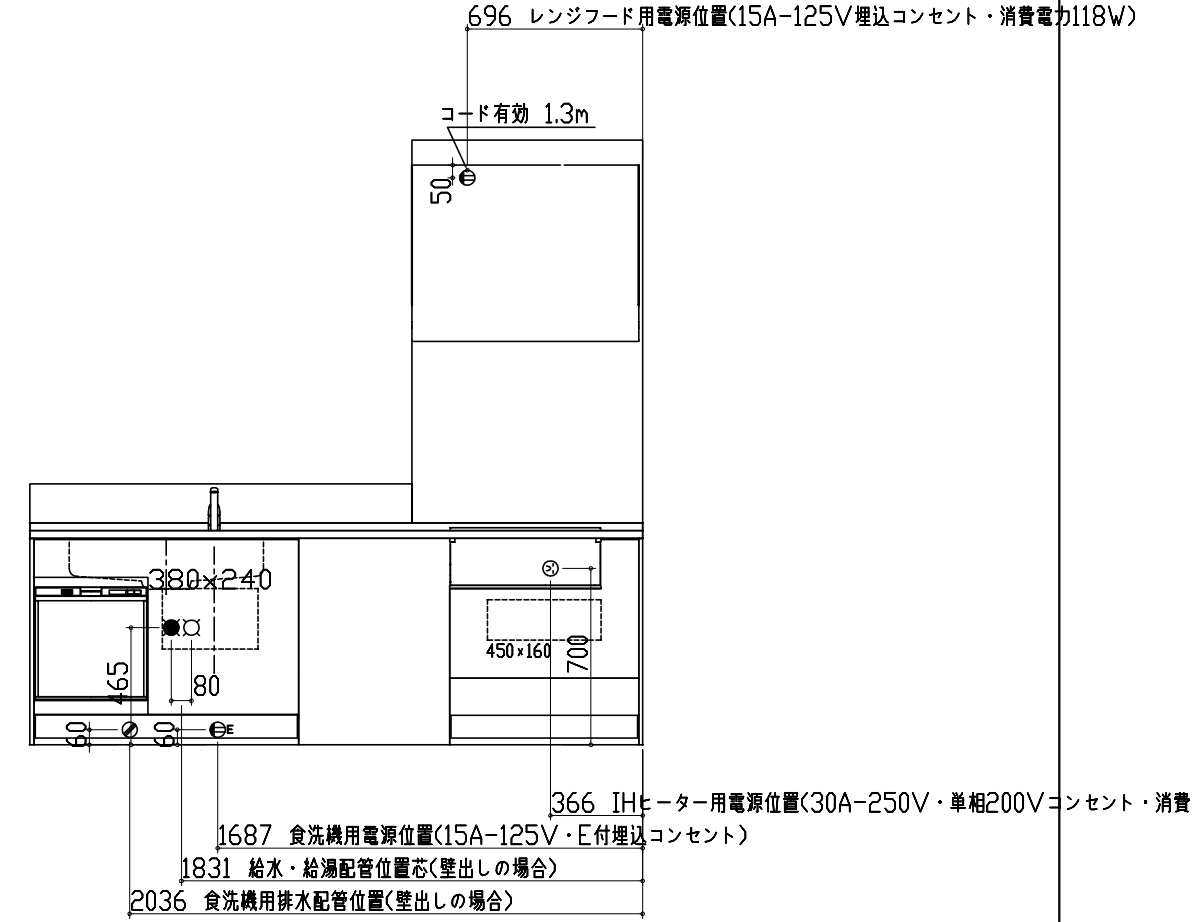 696 レンジフード用電源位置(15A-125V埋込コンセント・消費電力118W)
コード有効 1.3m
50
380×240
450×160
700
465
80
60
60
E
366 IHヒーター用電源位置(30A-250V・単相200Vコンセント・消費
1687 食洗機用電源位置(15A-125V・E付埋込コンセント)
1831 給水・給湯配管位置芯(壁出しの場合)
2036 食洗機用排水配管位置(壁出しの場合)